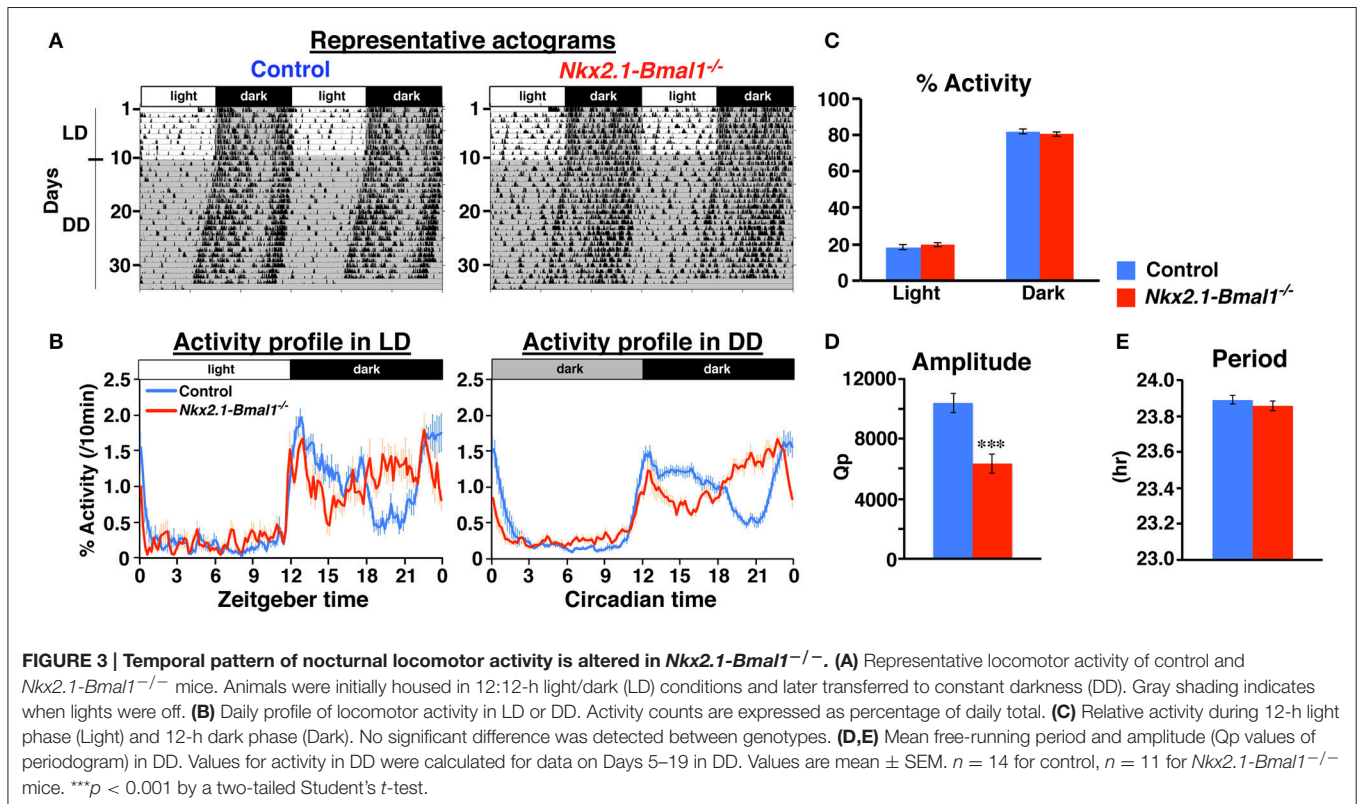 A
Representative actograms
Control
Nkx2.1-Bmal1-/-
light dark light dark
light dark light dark
Days
LD
DD
1
10
20
30
1
10
20
30
B
Activity profile in LD
light dark
% Activity (/10min)
2.5
2.0
1.5
1.0
0.5
0
Control
Nkx2.1-Bmal1-/-
0 3 6 9 12 15 18 21 0
Zeitgeber time
Activity profile in DD
dark dark
2.5
2.0
1.5
1.0
0.5
0
0 3 6 9 12 15 18 21 0
Circadian time
C
% Activity
100
80
60
40
20
0
Light Dark
Control
Nkx2.1-Bmal1-/-
D
Amplitude
Qp
12000
8000
6000
4000
0
***
E
Period
(hr)
24.0
23.8
23.6
23.4
23.2
23.0
FIGURE 3 | Temporal pattern of nocturnal locomotor activity is altered in Nkx2.1-Bmal1−/−. (A) Representative locomotor activity of control and
Nkx2.1-Bmal1−/− mice. Animals were initially housed in 12:12-h light/dark (LD) conditions and later transferred to constant darkness (DD). Gray shading indicates
when lights were off. (B) Daily profile of locomotor activity in LD or DD. Activity counts are expressed as percentage of daily total. (C) Relative activity during 12-h light
phase (Light) and 12-h dark phase (Dark). No significant difference was detected between genotypes. (D,E) Mean free-running period and amplitude (Qp values of
periodogram) in DD. Values for activity in DD were calculated for data on Days 5–19 in DD. Values are mean ± SEM. n = 14 for control, n = 11 for Nkx2.1-Bmal1−/−
mice. ***p < 0.001 by a two-tailed Student's t-test.